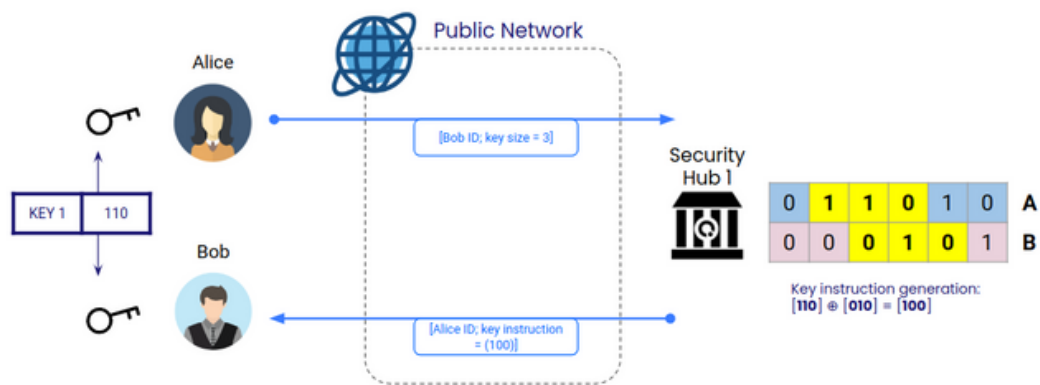 Public Network
Alice
[Bob ID; key size = 3]
Security
Hub 1
KEY 1 110
0 1 1 0 1 0 A
0 0 0 1 0 1 B
Bob
Key instruction generation:
[110] ⊕ [010] = [100]
[Alice ID; key instruction
= (100)]